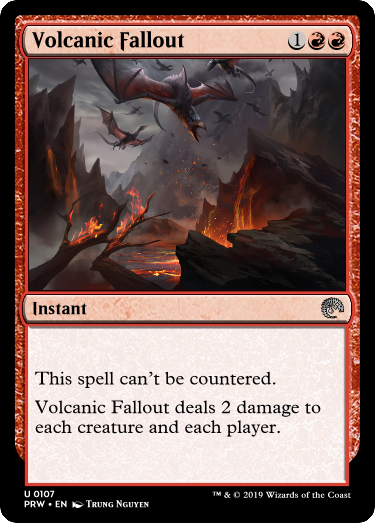 Volcanic Fallout 1
Instant
This spell can't be countered.
Volcanic Fallout deals 2 damage to
each creature and each player.
U 0107
PRW • EN Trung Nguyen
™ & © 2019 Wizards of the Coast